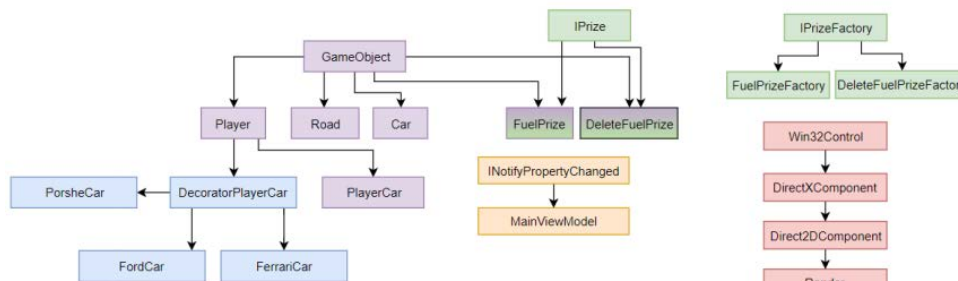 IPrize
IPrizeFactory
GameObject
FuelPrizeFactory
DeleteFuelPrizeFactor
Player
Road
Car
FuelPrize
DeleteFuelPrize
Win32Control
INotifyPropertyChanged
PorsheCar
DecoratorPlayerCar
PlayerCar
DirectXComponent
MainViewModel
Direct2DComponent
FordCar
FerrariCar